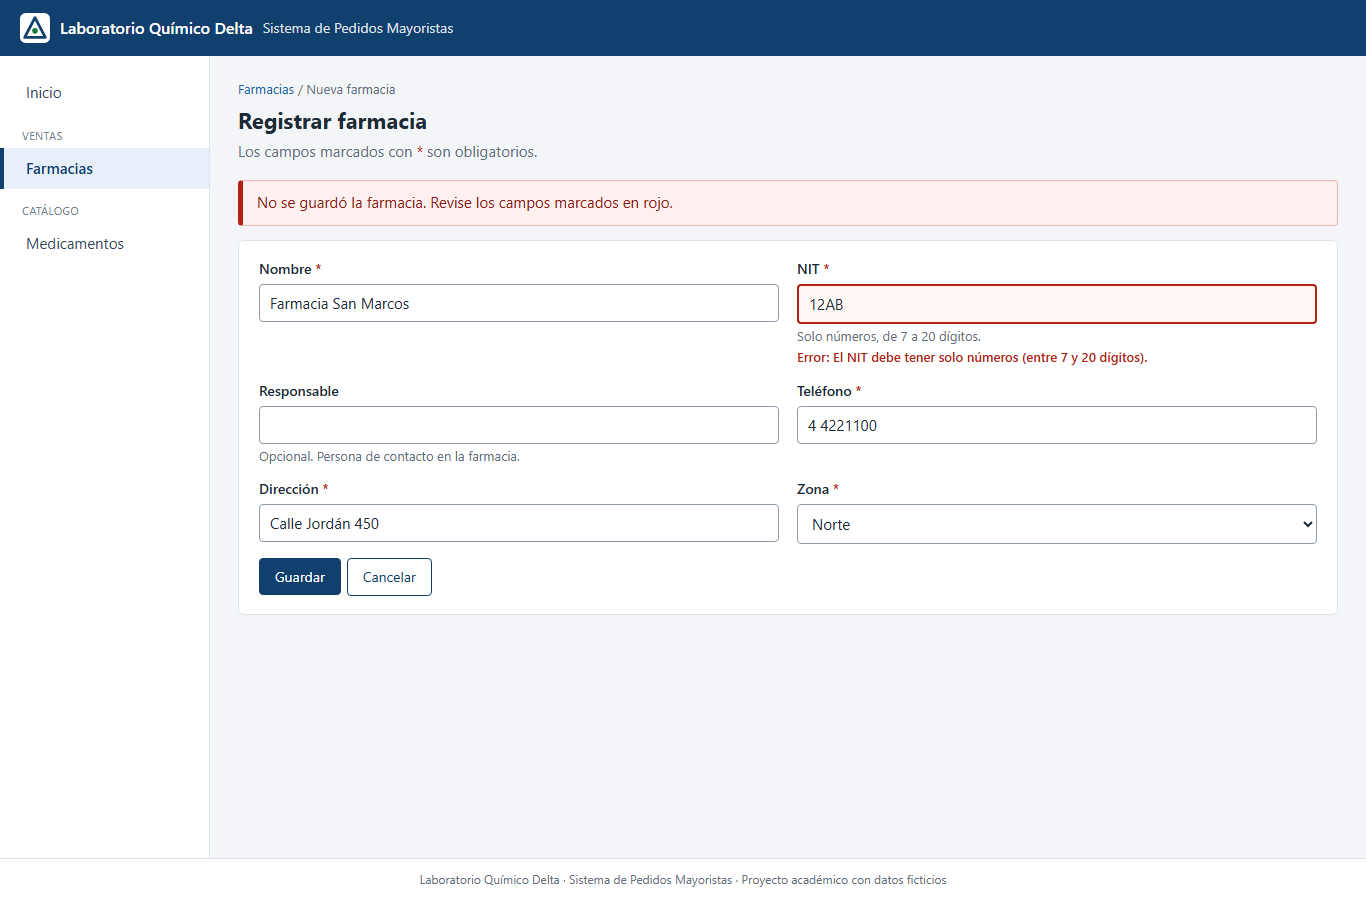 Laboratorio Químico Delta Sistema de Pedidos Mayoristas
Inicio
VENTAS
Farmacias
CATÁLOGO
Medicamentos
Farmacias / Nueva farmacia
Registrar farmacia
Los campos marcados con * son obligatorios.
No se guardó la farmacia. Revise los campos marcados en rojo.
Nombre *
Farmacia San Marcos
NIT *
12AB
Solo números, de 7 a 20 dígitos.
Error: El NIT debe tener solo números (entre 7 y 20 dígitos).
Responsable
Opcional. Persona de contacto en la farmacia.
Teléfono *
4 4221100
Dirección *
Calle Jordán 450
Zona *
Norte
Guardar
Cancelar
Laboratorio Químico Delta · Sistema de Pedidos Mayoristas · Proyecto académico con datos ficticios